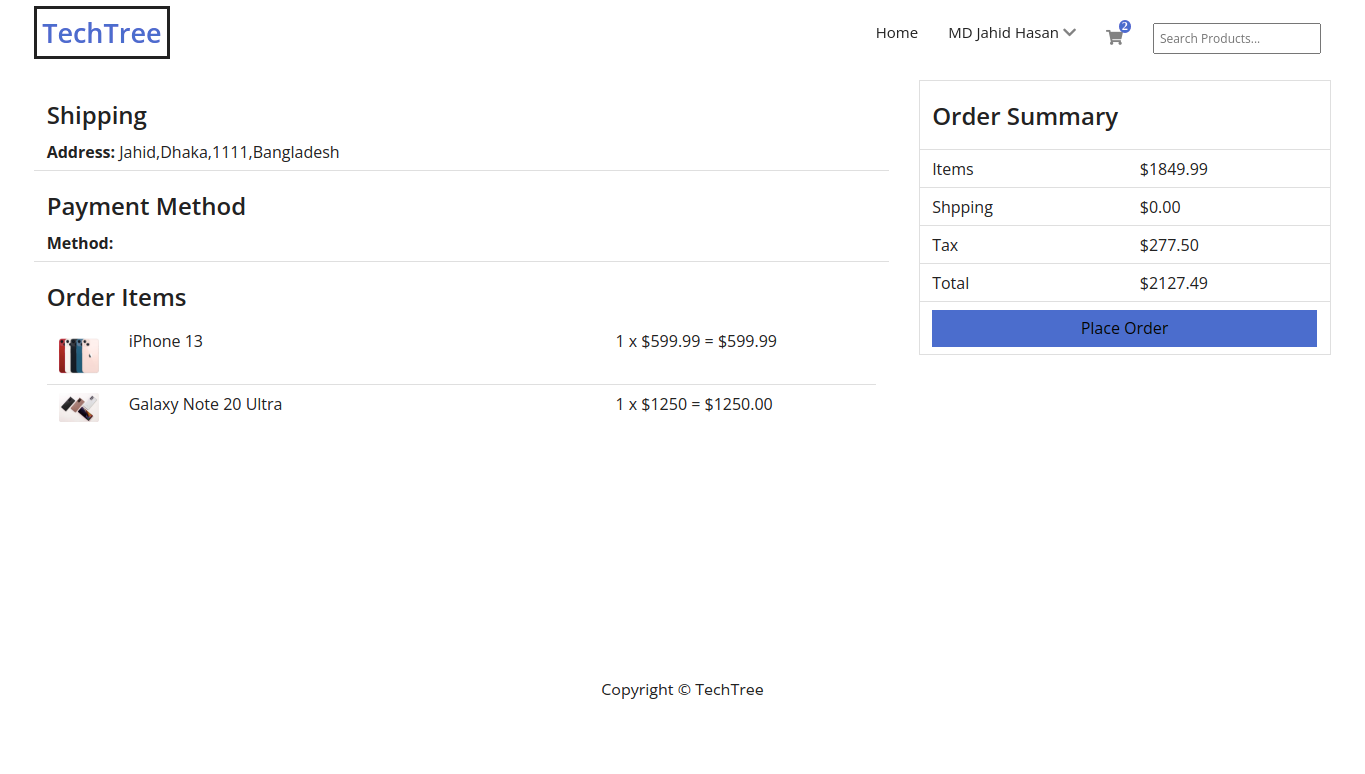 TechTree
Home
MD Jahid Hasan
2
Search Products...
Shipping
Address: Jahid,Dhaka,1111,Bangladesh
Payment Method
Method:
Order Items
iPhone 13
1 x $599.99 = $599.99
Galaxy Note 20 Ultra
1 x $1250 = $1250.00
Order Summary
Items $1849.99
Shpping $0.00
Tax $277.50
Total $2127.49
Place Order
Copyright © TechTree